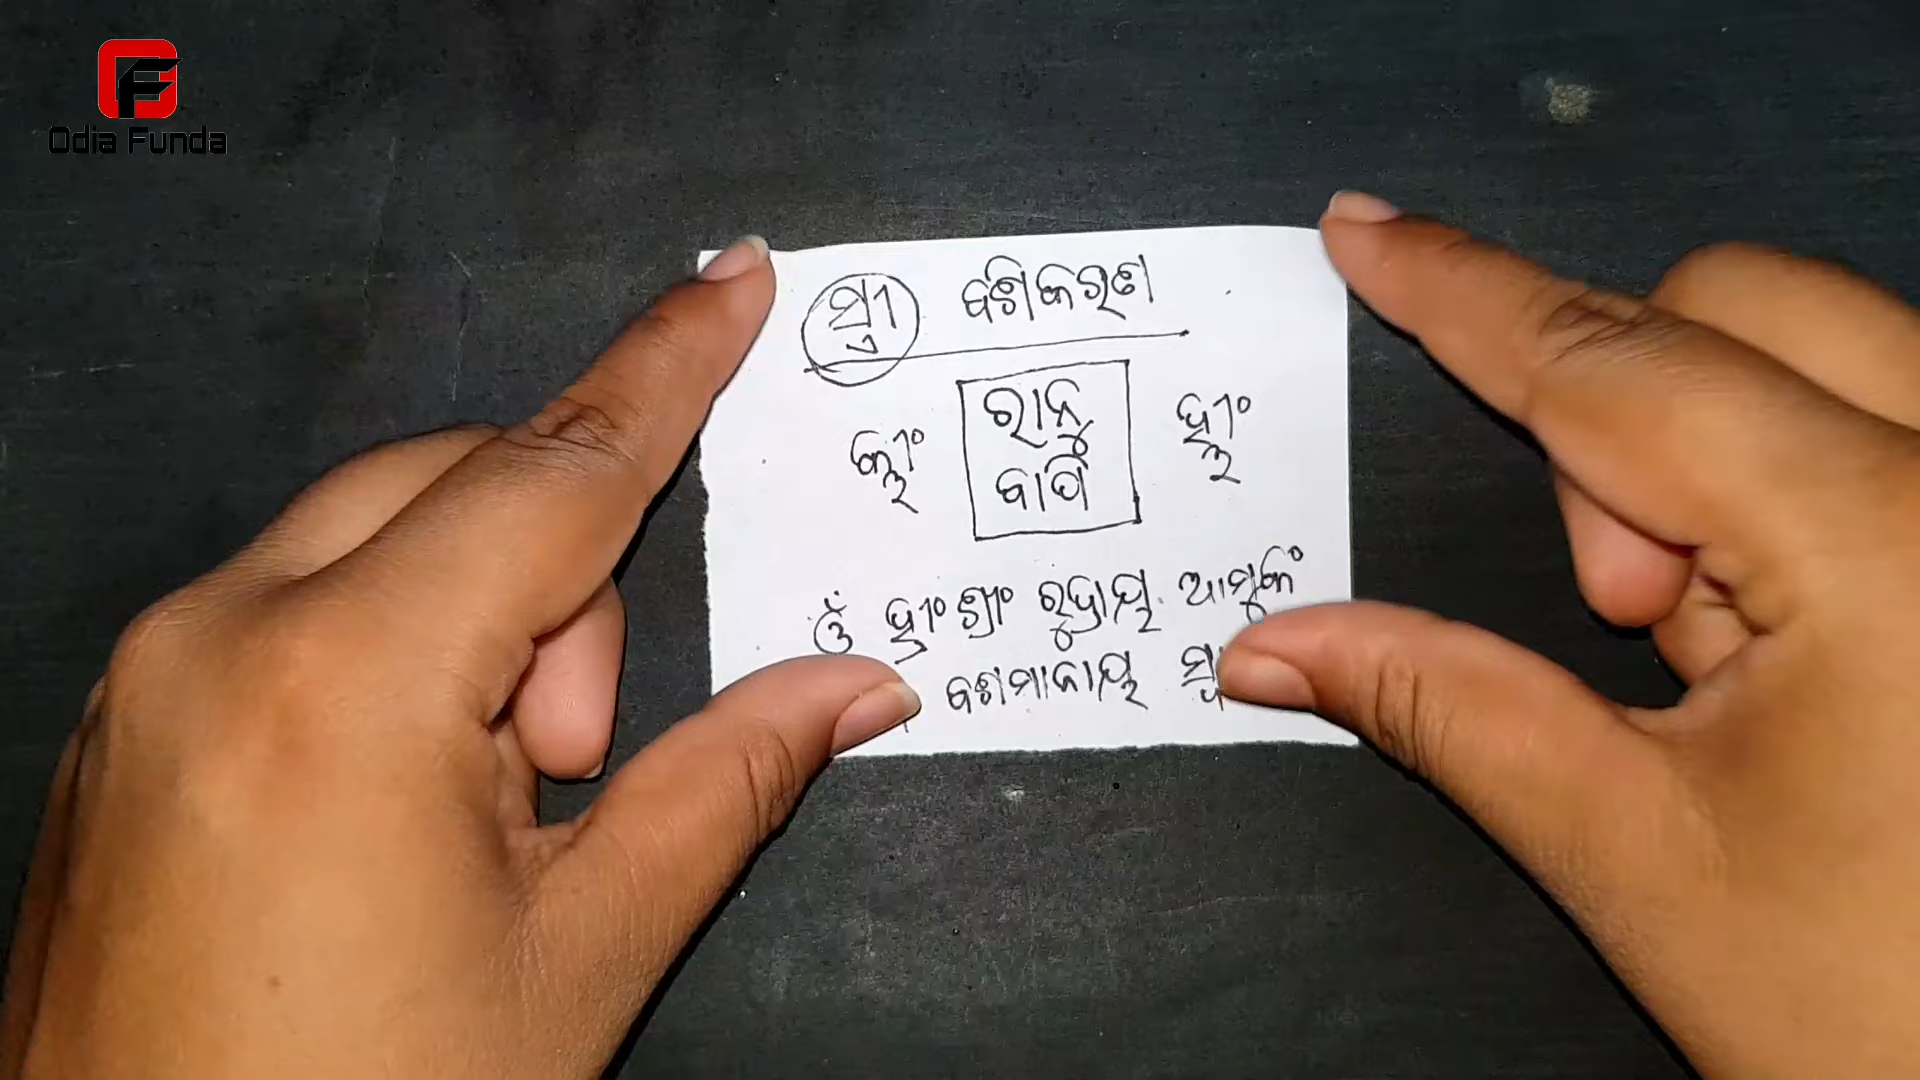 Odia Funda
ସ୍ତ୍ରୀ ବଶିକରଣ
କ୍ଲୀଂ
ରାନୁ
ବାପି
ହ୍ଲୀଂ
ଓଁ ହ୍ରୀଂ ଶ୍ରୀଂ ରୁଦ୍ରାୟ ଆମୁକଂ
ବଶମାଜାୟ